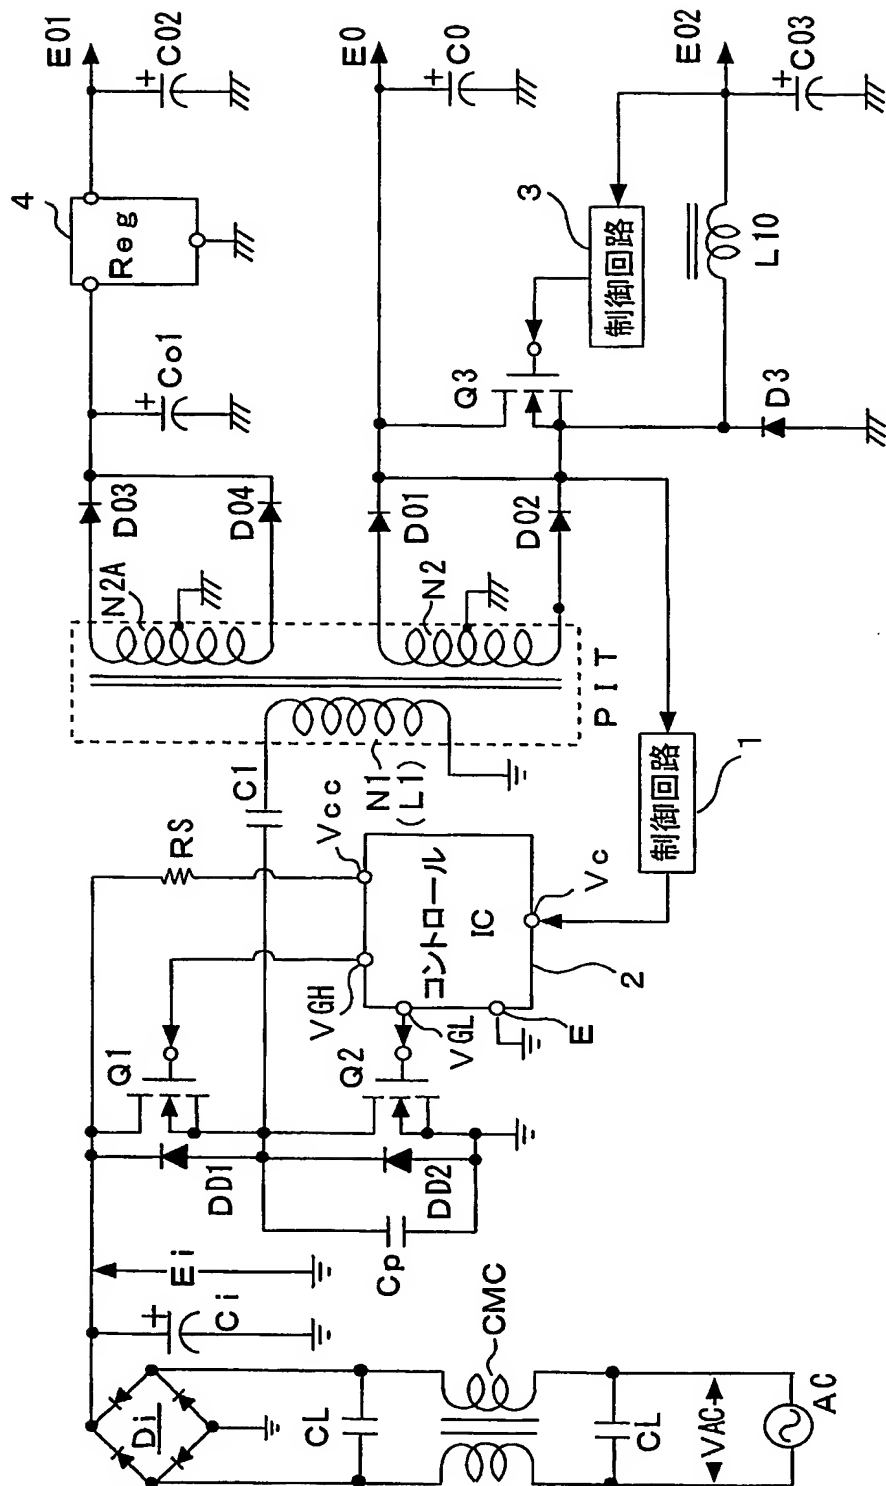 AC
VAC
CL
CMC
CL
Di
Ci
Ei
Cp
DD1
DD2
Q1
Q2
VGH
VGL
E
2
コントロール
IC
Vcc
Vc
RS
C1
N1
(L1)
制御回路
1
PIT
N2A
N2
D03
D04
D01
D02
Co1
Reg
4
C02
E01
Q3
制御回路
3
D3
L10
C0
E0
C03
E02